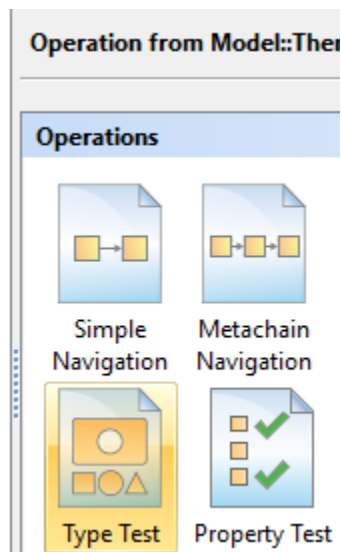 Operation from Model::Ther
Operations
Simple Navigation
Metachain Navigation
Type Test
Property Test